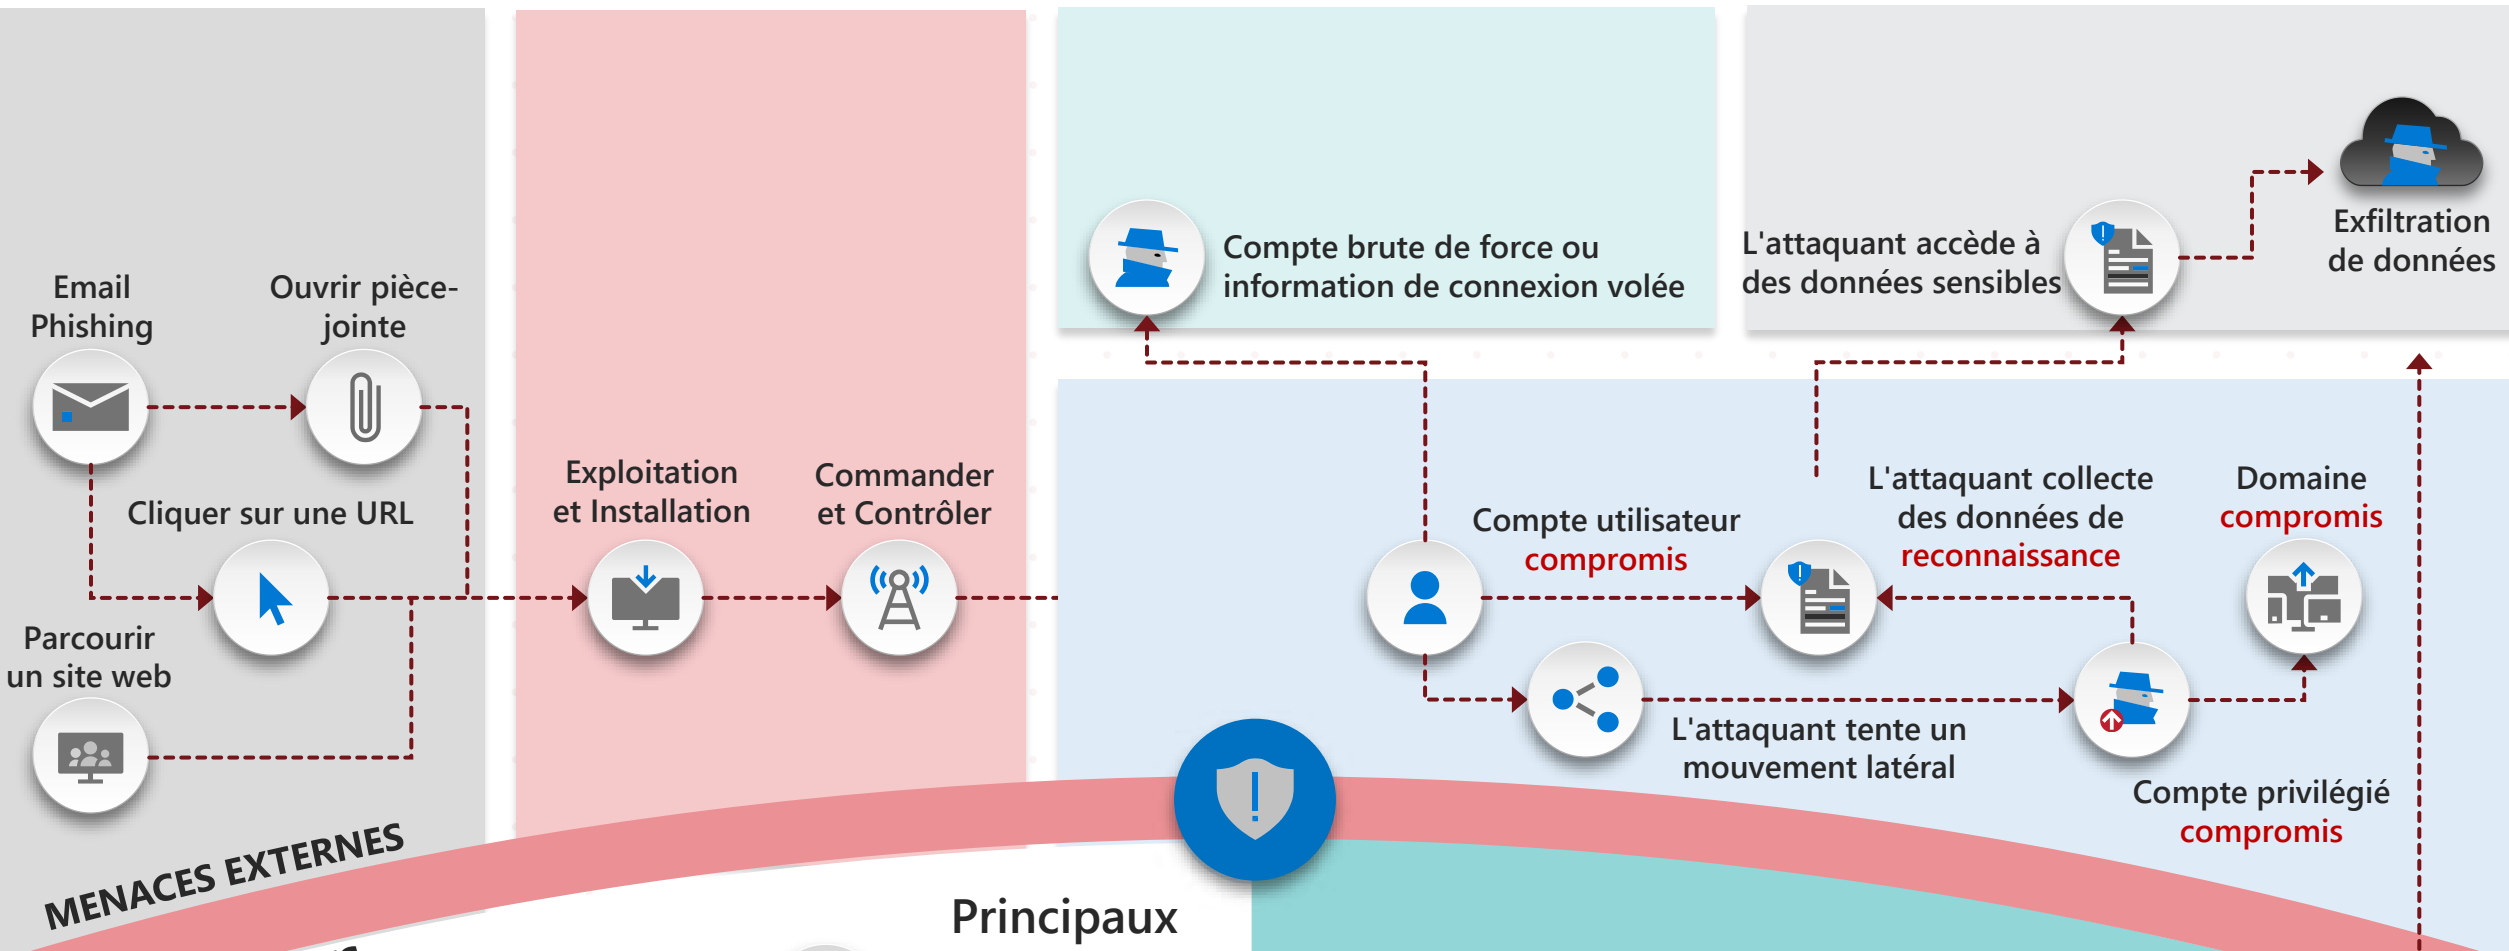 Email
Phishing
Ouvrir pièce-
jointe
Cliquer sur une URL
Parcourir
un site web
Exploitation
et Installation
Commander
et Contrôler
Compte brute de force ou
information de connexion volée
L'attaquant accède à
des données sensibles
Exfiltration
de données
Compte utilisateur
compromis
L'attaquant collecte
des données de
reconnaissance
Domaine
compromis
L'attaquant tente un
mouvement latéral
Compte privilégié
compromis
MENACES EXTERNES
Principaux